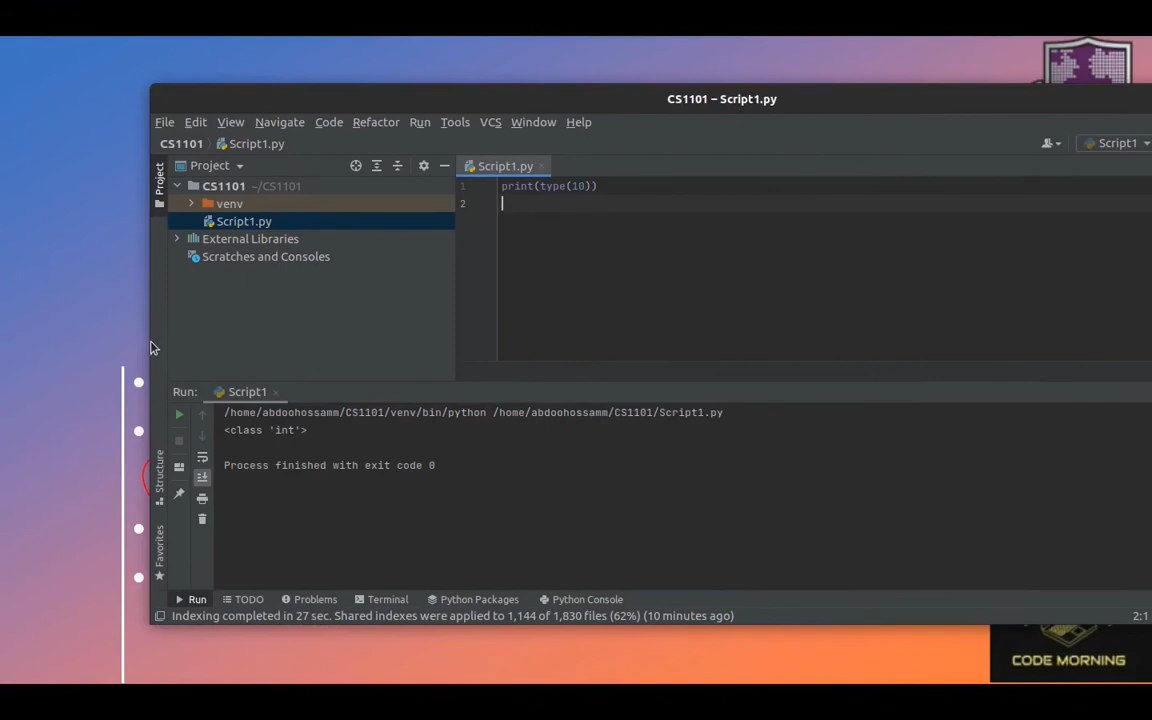 CS1101 – Script1.py
File Edit View Navigate Code Refactor Run Tools VCS Window Help
CS1101 Script1.py Script1
Project Project Script1.py
CS1101 ~/CS1101
venv
Script1.py
External Libraries
Scratches and Consoles
1 print(type(10))
2
Run: Script1
/home/abdoohossamm/CS1101/venv/bin/python /home/abdoohossamm/CS1101/Script1.py
<class 'int'>
Process finished with exit code 0
Structure
Favorites
Run TODO Problems Terminal Python Packages Python Console
Indexing completed in 27 sec. Shared indexes were applied to 1,144 of 1,830 files (62%) (10 minutes ago) 2:1
CODE MORNING